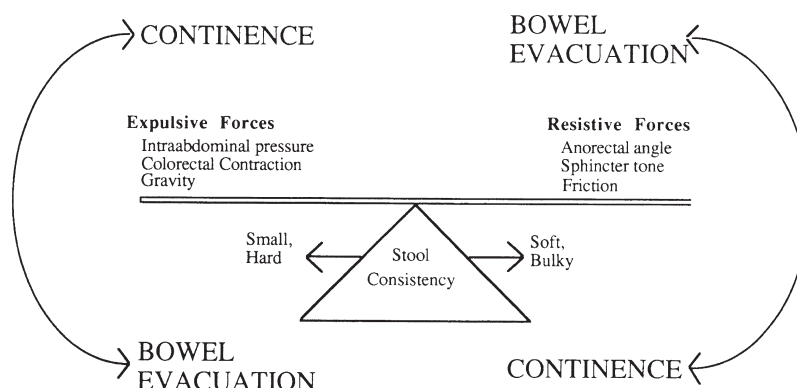 CONTINENCE
BOWEL
EVACUATION
Expulsive Forces
Intraabdominal pressure
Colorectal Contraction
Gravity
Resistive Forces
Anorectal angle
Sphincter tone
Friction
Small,
Hard
Stool
Consistency
Soft,
Bulky
BOWEL
EVACUATION
CONTINENCE